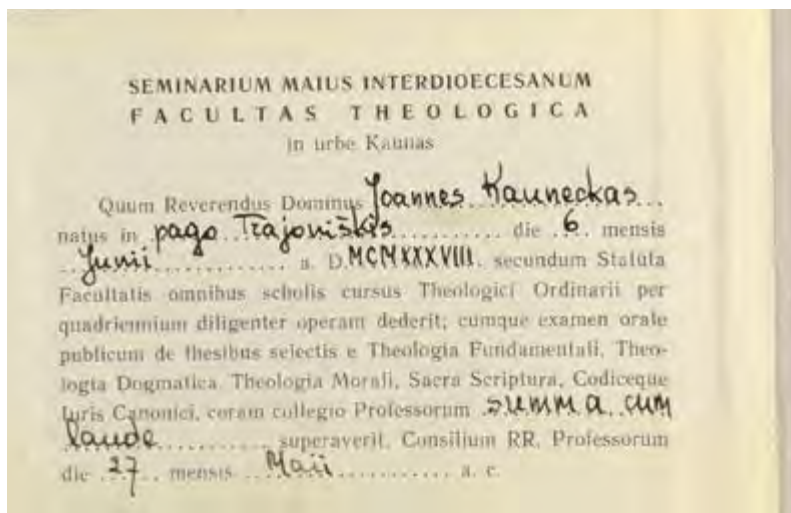 SEMINARIUM MAIUS INTERDIOECESANUM
FACULTAS THEOLOGICA
in urbe Kaunas
Quum Reverendus Dominus Joannes Kauneckas...
natus in pago Trajoniškis.......... die .6. mensis
..Junii............. a. D. MCMXXXVIII. secundum Statuta
Facultatis omnibus scholis cursus Theologici Ordinarii per
quadriennium diligenter operam dederit; cumque examen orale
publicum de thesibus selectis e Theologia Fundamentali, Theo-
logia Dogmatica, Theologia Morali, Sacra Scriptura, Codiceque
Iuris Canonici, coram collegio Professorum summa cum
laude............ superaverit, Consilium RR. Professorum
die ..27.. mensis ....Maii............ a. c.